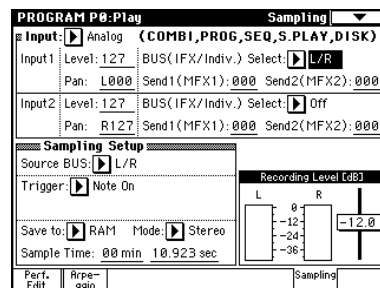 PROGRAM P0:Play Sampling
Input: Analog (COMBI,PROG,SEQ,S.PLAY,DISK)
Input1 Level: 127 BUS(IFX/Indiv.) Select: L/R
Pan: L000 Send1(MFX1): 000 Send2(MFX2): 000
Input2 Level: 127 BUS(IFX/Indiv.) Select: Off
Pan: R127 Send1(MFX1): 000 Send2(MFX2): 000
Sampling Setup
Source BUS: L/R
Trigger: Note On
Save to: RAM Mode: Stereo
Sample Time: 00 min 10.923 sec
Recording Level [dB]
L R
0
-12
-24
-36
-12.0
Perf. Edit
Arpe-ggio
Sampling